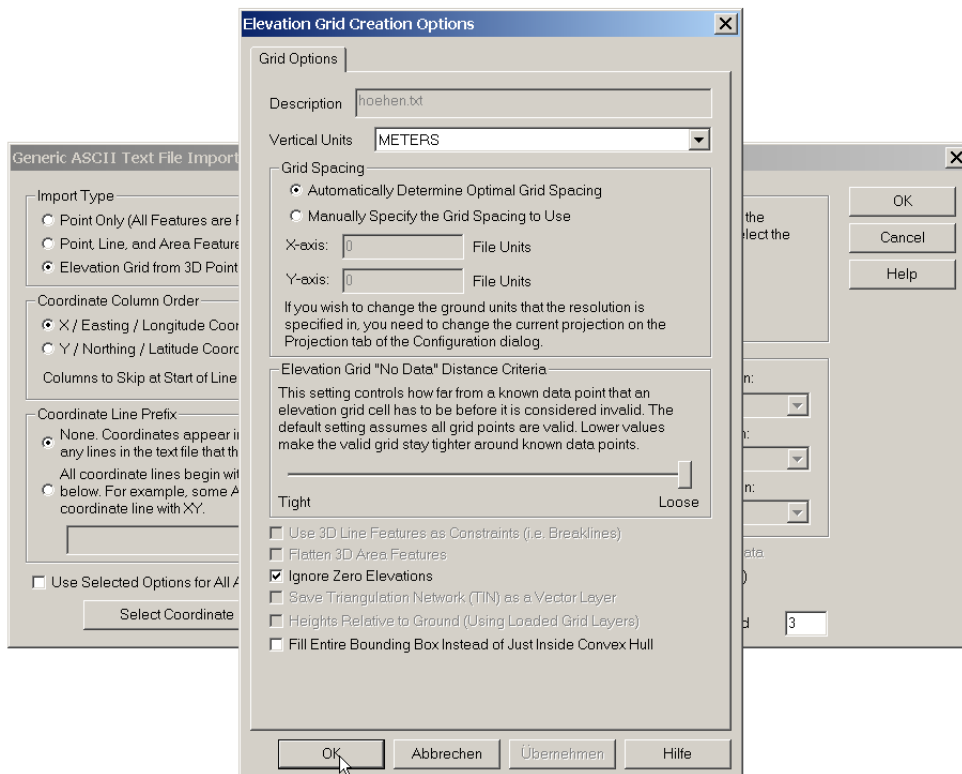 Elevation Grid Creation Options
Grid Options
Description hoehen.txt
Vertical Units METERS
Grid Spacing
Automatically Determine Optimal Grid Spacing
Manually Specify the Grid Spacing to Use
X-axis: 0 File Units
Y-axis: 0 File Units
If you wish to change the ground units that the resolution is
specified in, you need to change the current projection on the
Projection tab of the Configuration dialog.
Elevation Grid "No Data" Distance Criteria
This setting controls how far from a known data point that an
elevation grid cell has to be before it is considered invalid. The
default setting assumes all grid points are valid. Lower values
make the valid grid stay tighter around known data points.
Tight Loose
Use 3D Line Features as Constraints (i.e. Breaklines)
Flatten 3D Area Features
Ignore Zero Elevations
Save Triangulation Network (TIN) as a Vector Layer
Heights Relative to Ground (Using Loaded Grid Layers)
Fill Entire Bounding Box Instead of Just Inside Convex Hull
OK Abbrechen Übernehmen Hilfe
Generic ASCII Text File Import
Import Type
Point Only (All Features are
Point, Line, and Area Feature
Elevation Grid from 3D Point
Coordinate Column Order
X / Easting / Longitude Coor
Y / Northing / Latitude Coord
Columns to Skip at Start of Line
Coordinate Line Prefix
None. Coordinates appear i
any lines in the text file that th
All coordinate lines begin wit
below. For example, some A
coordinate line with XY.
Use Selected Options for All A
Select Coordinate
the
elect the
n:
n:
n:
ata
)
d 3
OK
Cancel
Help